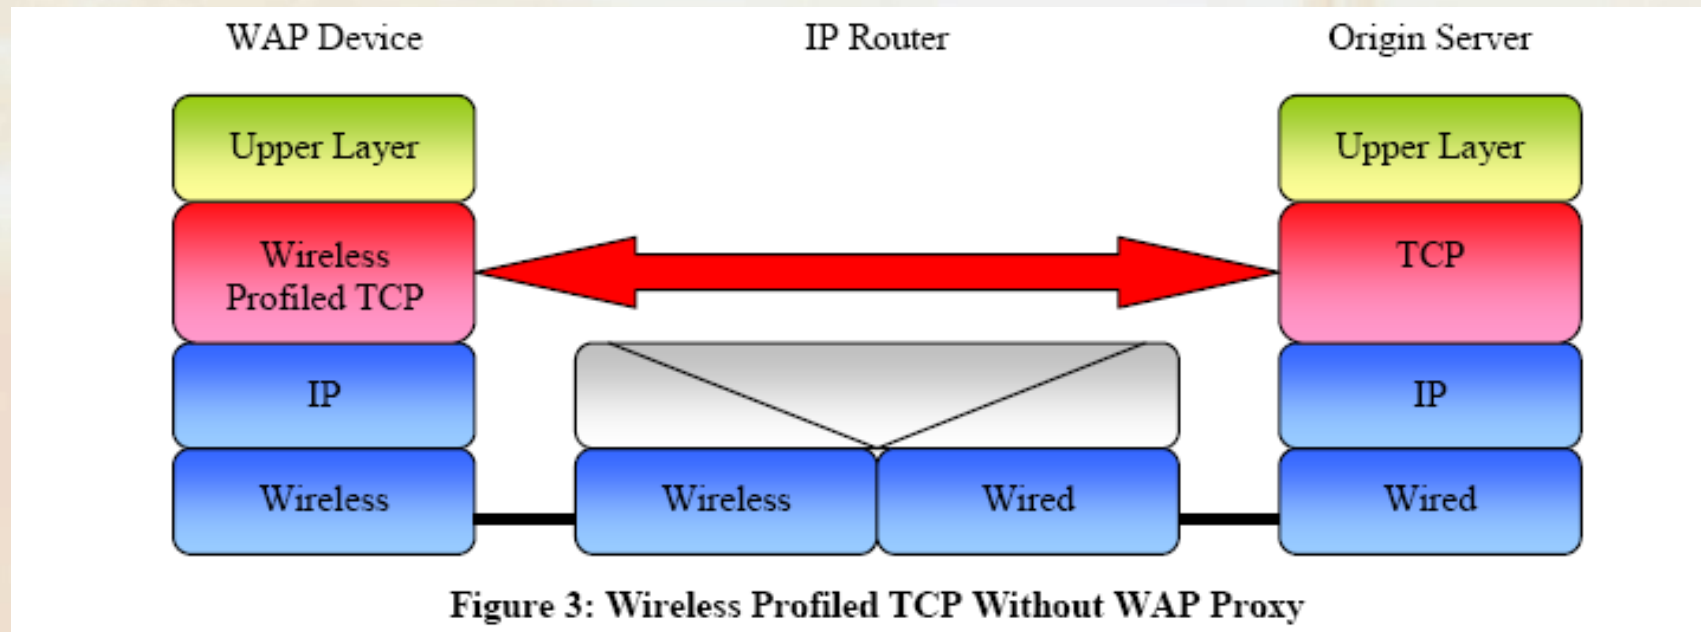 WAP Device
IP Router
Origin Server
Upper Layer
Upper Layer
Wireless
Profiled TCP
TCP
IP
IP
Wireless
Wireless
Wired
Wired
Figure 3: Wireless Profiled TCP Without WAP Proxy